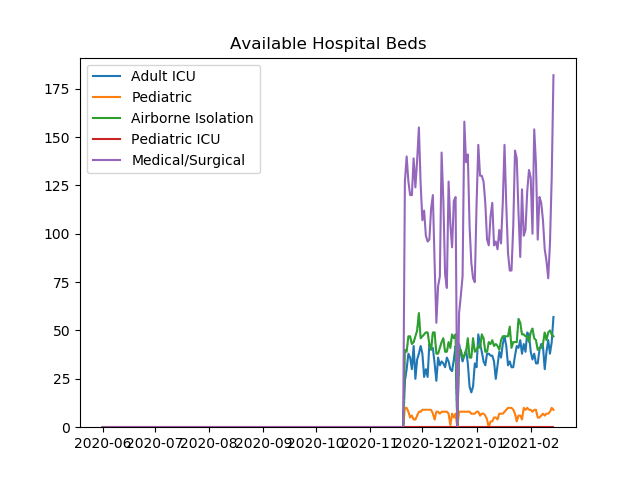 Available Hospital Beds
Adult ICU
Pediatric
Airborne Isolation
Pediatric ICU
Medical/Surgical
175
150
125
100
75
50
25
0
2020-06 2020-07 2020-08 2020-09 2020-10 2020-11 2020-12 2021-01 2021-02